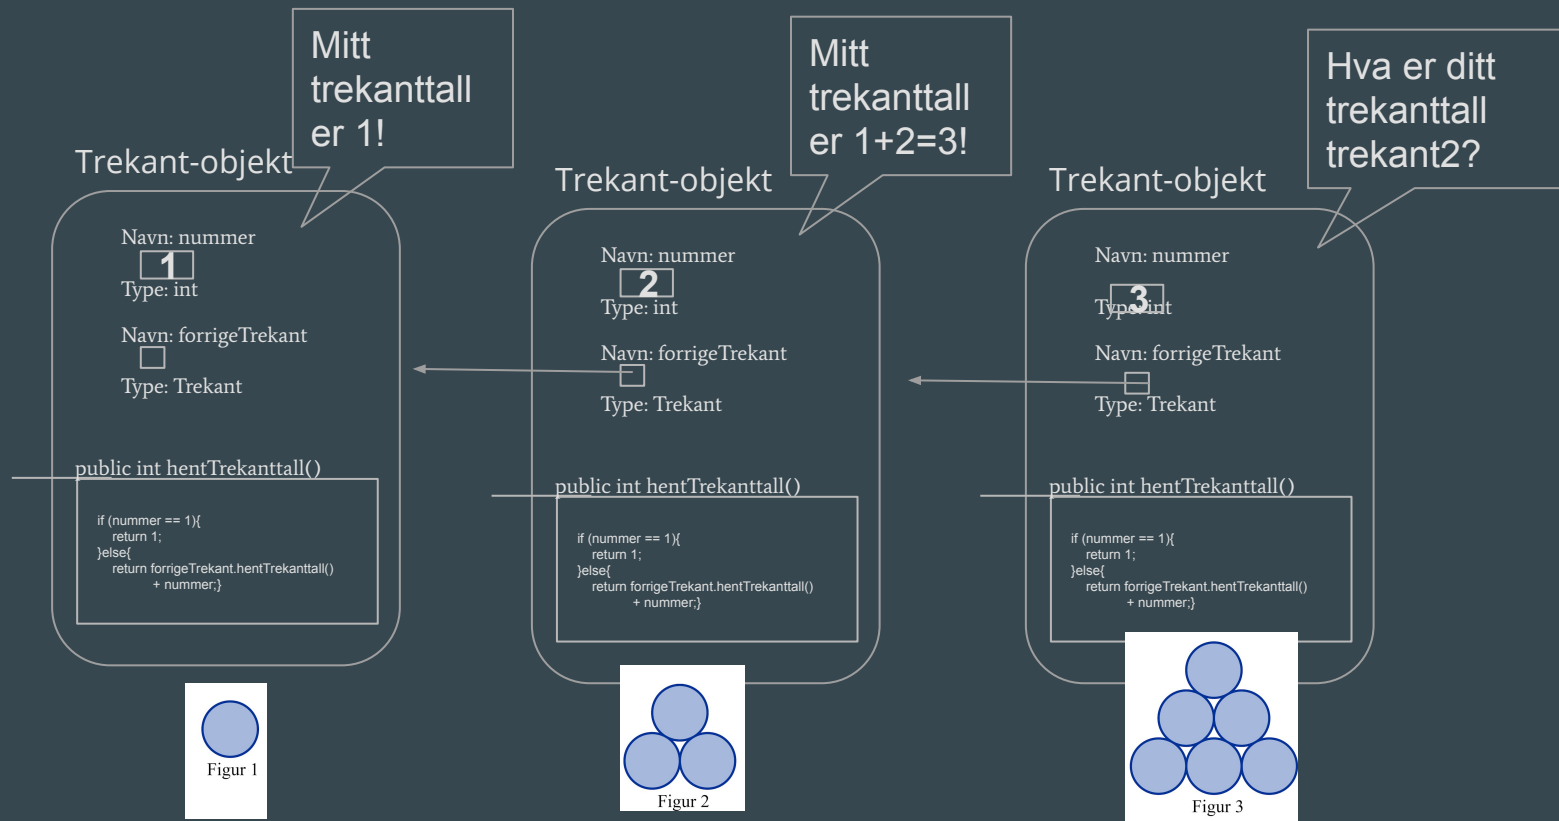 Mitt
trekanttall
er 1!
Trekant-objekt
Navn: nummer
1
Type: int
Navn: forrigeTrekant
Type: Trekant
public int hentTrekanttall()
if (nummer == 1){
return 1;
}else{
return forrigeTrekant.hentTrekanttall()
+ nummer;}
Figur 1
Mitt
trekanttall
er 1+2=3!
Trekant-objekt
Navn: nummer
2
Type: int
Navn: forrigeTrekant
Type: Trekant
public int hentTrekanttall()
if (nummer == 1){
return 1;
}else{
return forrigeTrekant.hentTrekanttall()
+ nummer;}
Figur 2
Hva er ditt
trekanttall
trekant2?
Trekant-objekt
Navn: nummer
3
Type: int
Navn: forrigeTrekant
Type: Trekant
public int hentTrekanttall()
if (nummer == 1){
return 1;
}else{
return forrigeTrekant.hentTrekanttall()
+ nummer;}
Figur 3